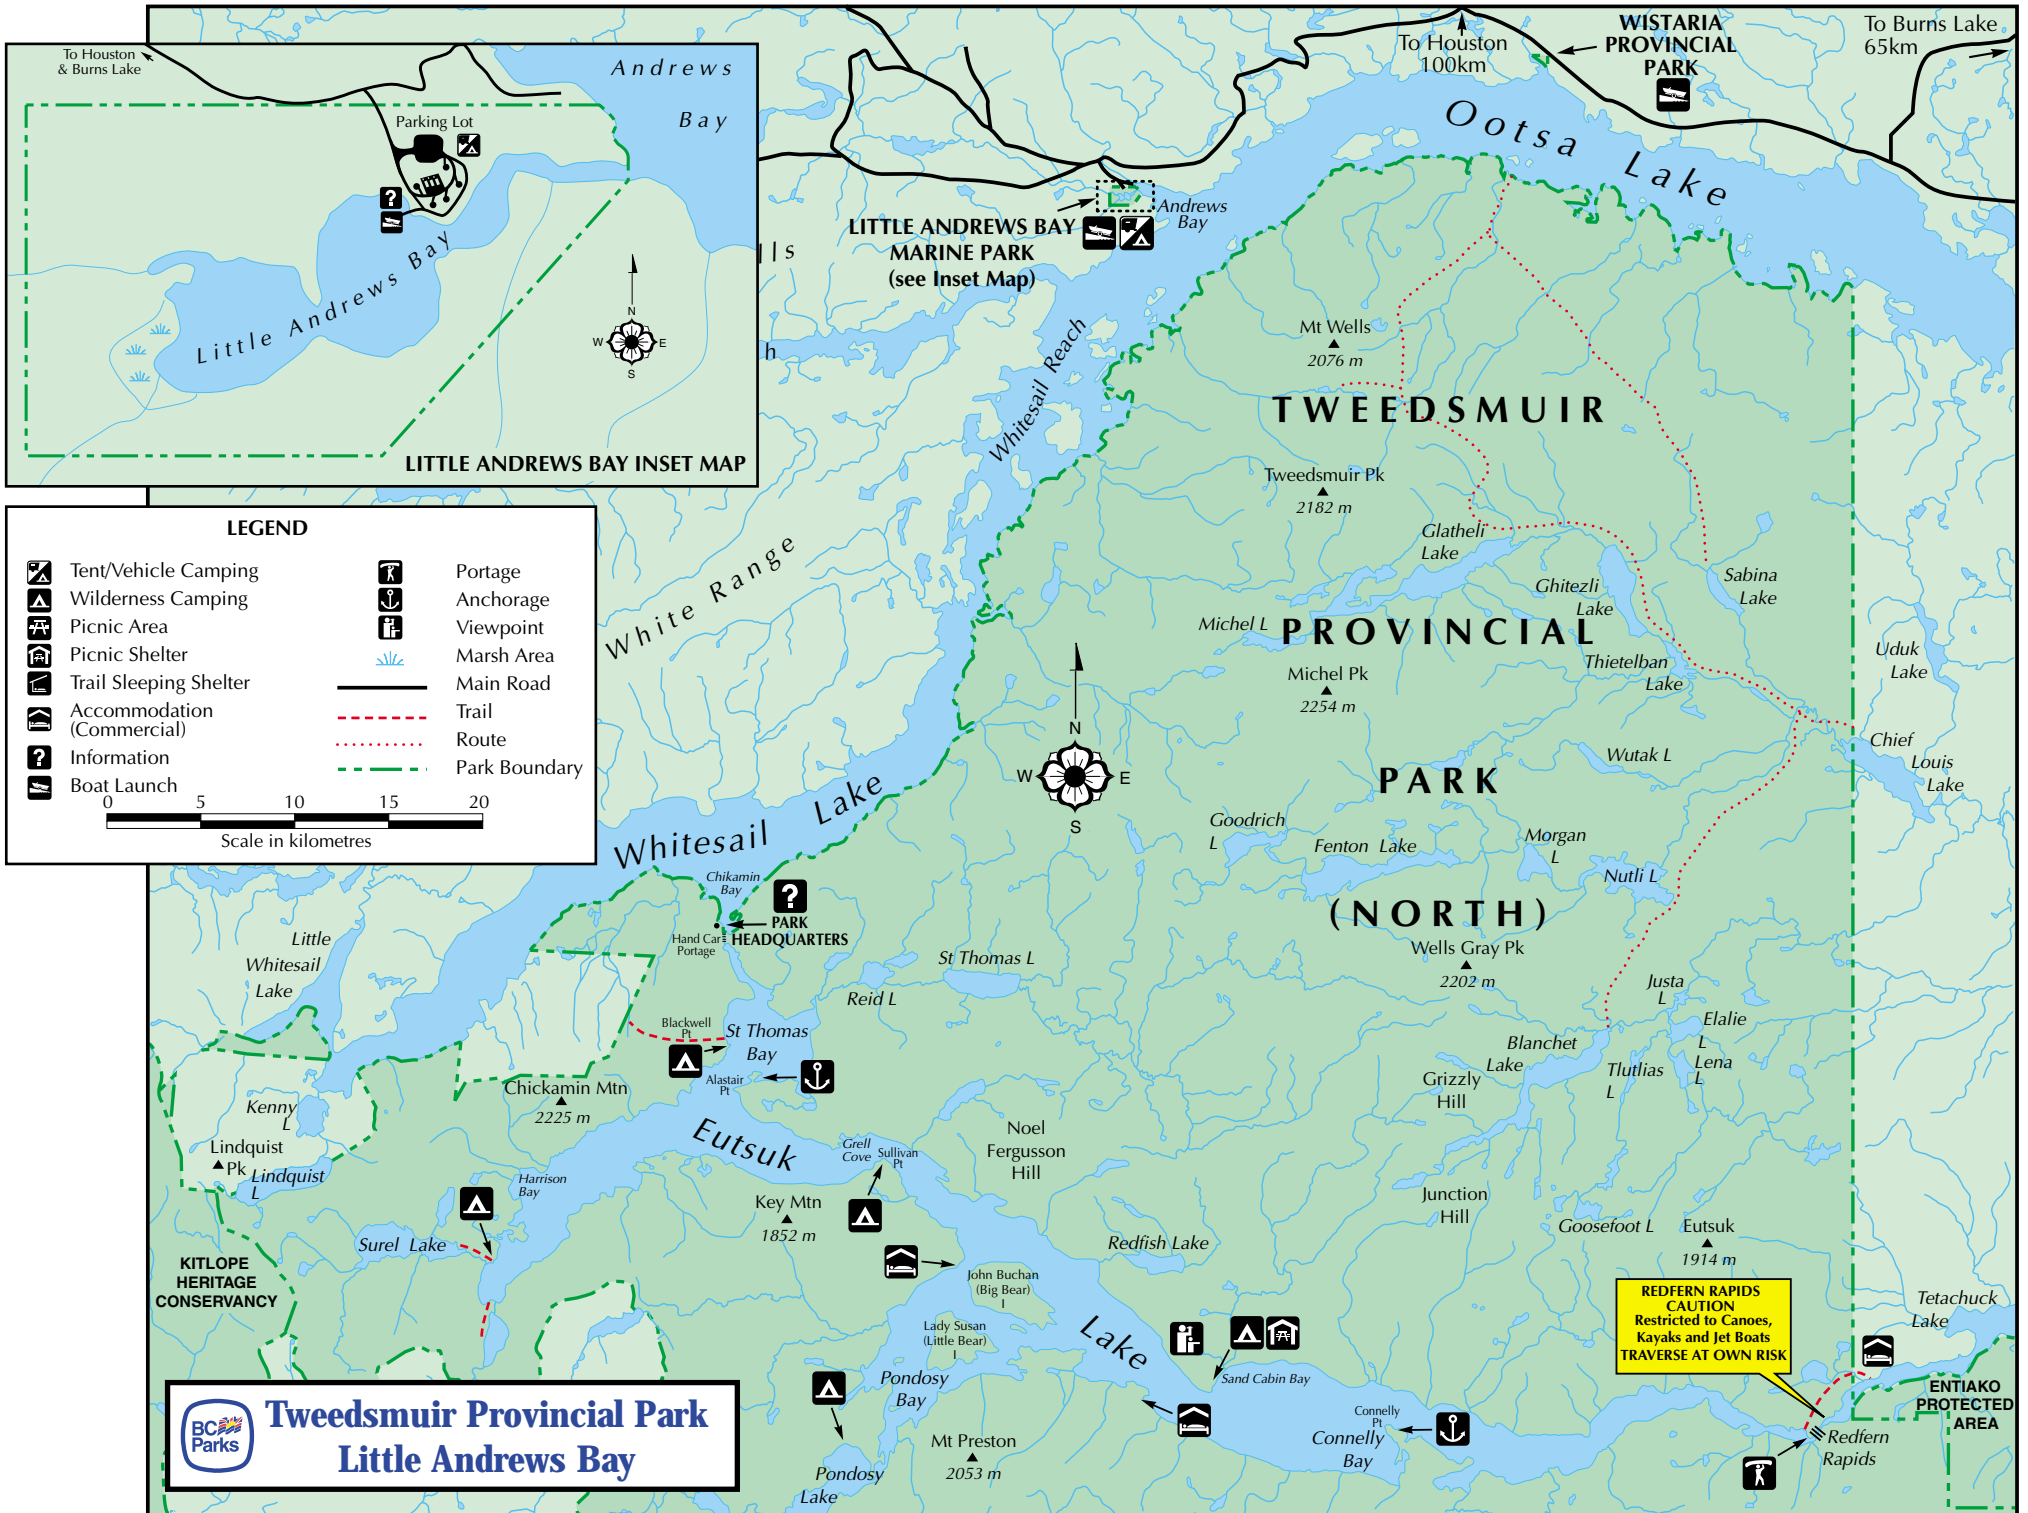 To Houston
& Burns Lake
Andrews
Bay
Parking Lot
?
Little Andrews Bay
N
W
E
S
LITTLE ANDREWS BAY INSET MAP
LEGEND
Tent/Vehicle Camping
Wilderness Camping
Picnic Area
Picnic Shelter
Trail Sleeping Shelter
Accommodation
(Commercial)
? Information
Boat Launch
Portage
Anchorage
Viewpoint
Marsh Area
Main Road
Trail
Route
Park Boundary
0 5 10 15 20
Scale in kilometres
To Houston
100km
WISTARIA
PROVINCIAL
PARK
To Burns Lake
65km
Ootsa Lake
Andrews
Bay
LITTLE ANDREWS BAY
MARINE PARK
(see Inset Map)
lls
h
Whitesail Reach
White Range
Mt Wells
2076 m
TWEEDSMUIR
Tweedsmuir Pk
2182 m
Glatheli
Lake
Ghitezli
Lake
Sabina
Lake
Michel L
PROVINCIAL
Michel Pk
2254 m
Thietelban
Lake
Uduk
Lake
N
W
E
S
Chief
Louis
Lake
Wutak L
PARK
Whitesail Lake
Goodrich
L
Fenton Lake
Morgan
L
Nutli L
Chikamin
Bay
?
PARK
HEADQUARTERS
Hand Car
Portage
(NORTH)
Wells Gray Pk
2202 m
Little
Whitesail
Lake
St Thomas L
Reid L
Justa
L
Elalie
L
Lena
L
Blanchet
Lake
Tlutlias
L
Grizzly
Hill
Blackwell
Pt
St Thomas
Bay
Alastair
Pt
Chickamin Mtn
2225 m
Kenny
L
Lindquist
Pk
Lindquist
L
Eutsuk
Grell
Cove
Sullivan
Pt
Noel
Fergusson
Hill
Harrison
Bay
Key Mtn
1852 m
Junction
Hill
Goosefoot L
Eutsuk
1914 m
Surel Lake
Redfish Lake
KITLOPE
HERITAGE
CONSERVANCY
John Buchan
(Big Bear)
I
Lady Susan
(Little Bear)
I
Lake
REDFERN RAPIDS
CAUTION
Restricted to Canoes,
Kayaks and Jet Boats
TRAVERSE AT OWN RISK
Tetachuck
Lake
Sand Cabin Bay
Pondosy
Bay
ENTIAKO
PROTECTED
AREA
Connelly
Pt
Connelly
Bay
Mt Preston
2053 m
Redfern
Rapids
Pondosy
Lake
BC
Parks
Tweedsmuir Provincial Park
Little Andrews Bay